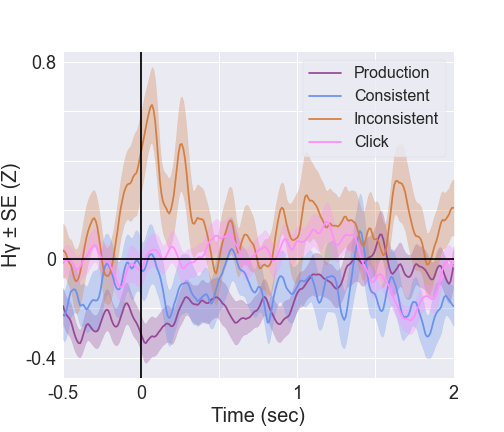 Production
Consistent
Inconsistent
Click
0.8
0
-0.4
Hγ ± SE (Z)
-0.5 0 1 2
Time (sec)